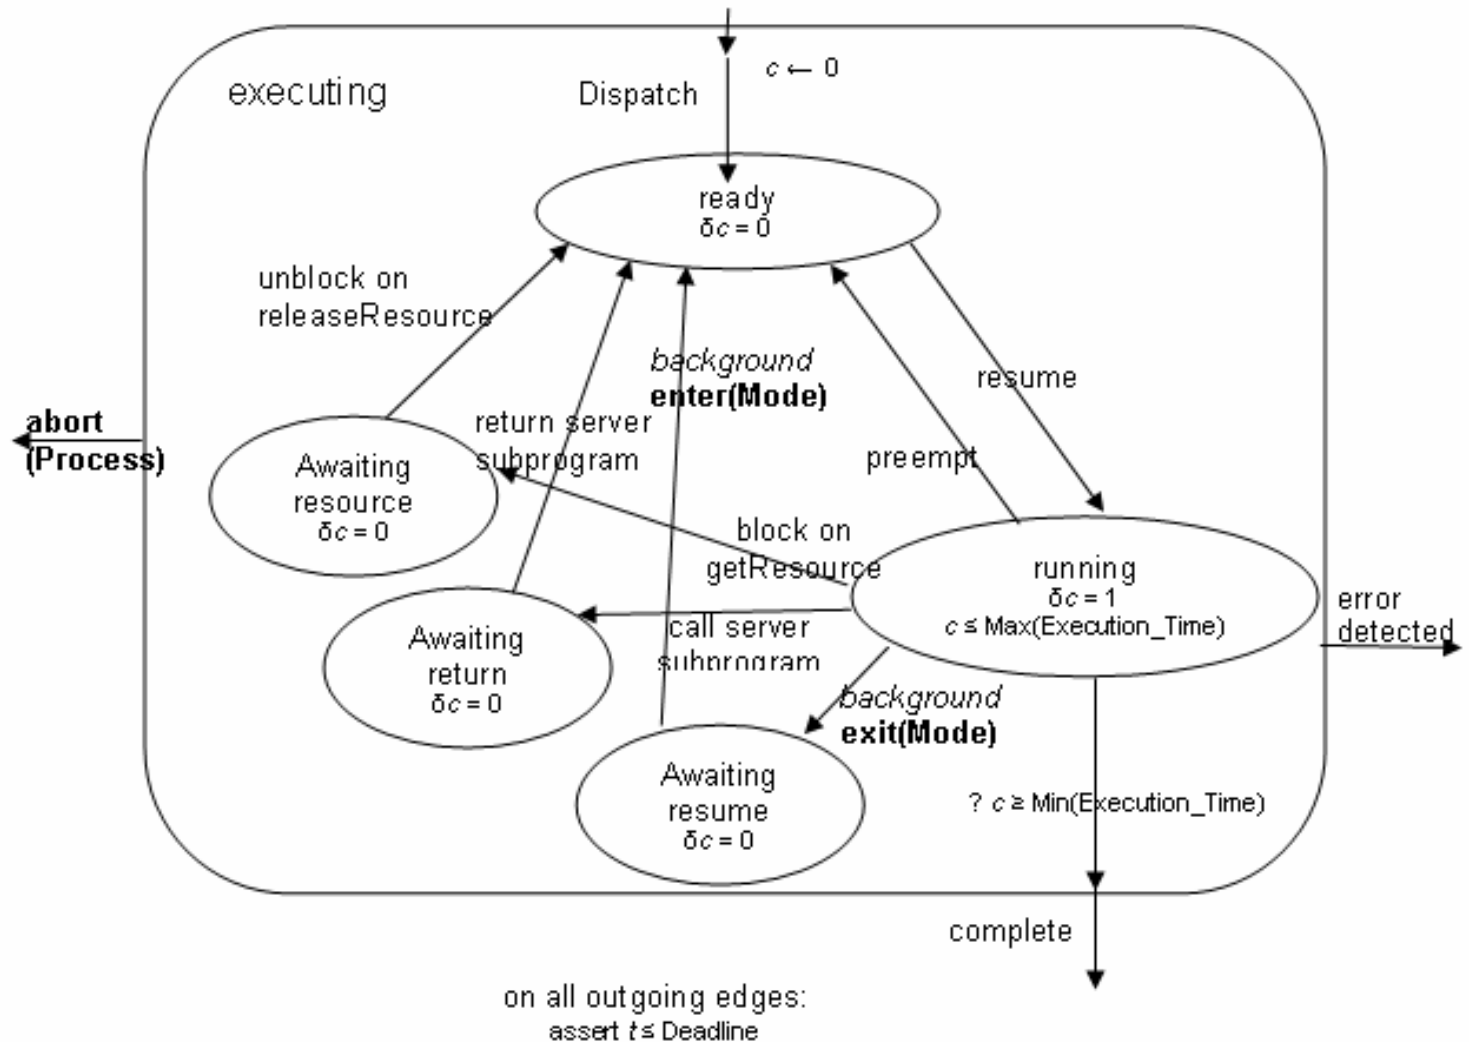 c ← 0
executing
Dispatch
ready
δc = 0
unblock on
releaseResource
background
enter(Mode)
resume
abort
(Process)
return server
subprogram
preempt
Awaiting
resource
δc = 0
block on
getResource
running
δc = 1
c ≤ Max(Execution_Time)
error
detected
Awaiting
return
δc = 0
call server
subprogram
background
exit(Mode)
Awaiting
resume
δc = 0
? c ≥ Min(Execution_Time)
complete
on all outgoing edges:
assert t ≤ Deadline